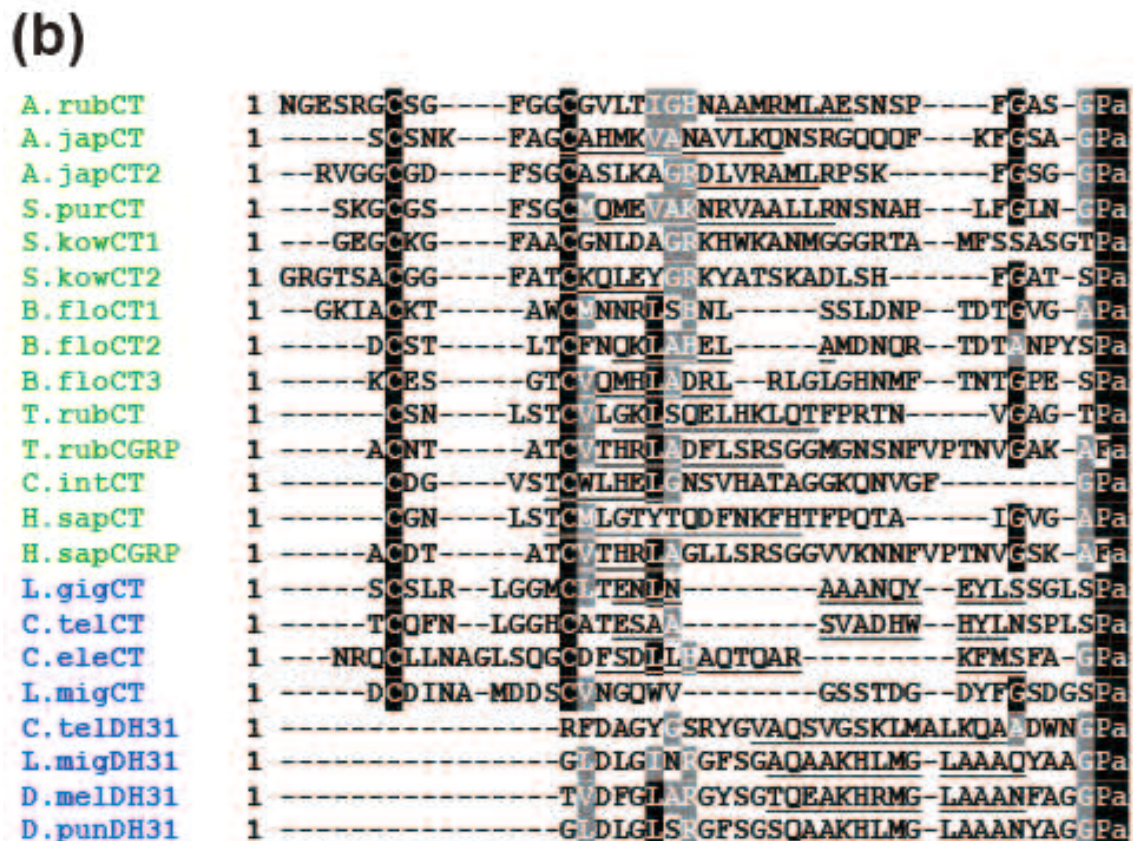 (b)
A.rubCT 1 NGESRGCSG----FGGCGVLTIGHNAAMRMLAESNSP----FGAS-GPa
A.japCT 1 -----SCSNK---FAGCAHMKVANAVLKQNSRGQQQF---KFGSA-GPa
A.japCT2 1 --RVGGCGD----FSGCASLKAGRDLVRAMLRPSK------FGSG-GPa
S.purCT 1 ---SKGCGS----FSGCMQMEVAKNRVAALLRNSNAH---LFGLN-GPa
S.kowCT1 1 ---GEGCKG----FAACGNLDAGRKHWKANMGGGRTA--MFSSASGTPa
S.kowCT2 1 GRGTSACGG----FATCKQLEYGRKYATSKADLSH------FGAT-SPa
B.floCT1 1 --GKIACKT-----AWCMNNRLSHNL-----SSLDNP--TDTGVG-APa
B.floCT2 1 -----DCST-----LTCFNQKLAHEL-----AMDNQR--TDTANPYSPa
B.floCT3 1 -----KCES-----GTCVQMHLADRL--RLGLGHNMF--TNTGPE-SPa
T.rubCT 1 ------CSN----LSTCVLGKLSQELHKLQTFPRTN-----VGAG-TPa
T.rubCGRP 1 -----ACNT-----ATCVTHRLADFLSRSGGMGNSNFVPTNVGAK-AFa
C.intCT 1 ------CDG-----VSTCWLHELGNSVHATAGGKQNVGF--------GPa
H.sapCT 1 ------CGN----LSTCMLGTYTQDFNKFHTFPQTA-----IGVG-APa
H.sapCGRP 1 -----ACDT-----ATCVTHRLAGLLSRSGGVVKNNFVPTNVGSK-AFa
L.gigCT 1 -----SCSLR--LGGMCLTENLN--------AAANQY--EYLSSGLSPa
C.telCT 1 -----TCQFN--LGGHCATESAA--------SVADHW--HYLNSPLSPa
C.eleCT 1 ---NRQCLLNAGLSQGCDFSDLLHAQTQAR---------KFMSFA-GPa
L.migCT 1 -----DCDINA-MDDSCVNGQWV--------GSSTDG--DYFGSDGSPa
C.telDH31 1 ----------------RFDAGYGSRYGVAQSVGSKLMALKQAADWNGPa
L.migDH31 1 ----------------GLDLGINRGFSGAQAAKHLMG-LAAAQYAAGPa
D.melDH31 1 ----------------TVDFGLARGYSGTQEAKHRMG-LAAANFAGGPa
D.punDH31 1 ----------------GLDLGLSRGFSGSQAAKHLMG-LAAANYAGGPa